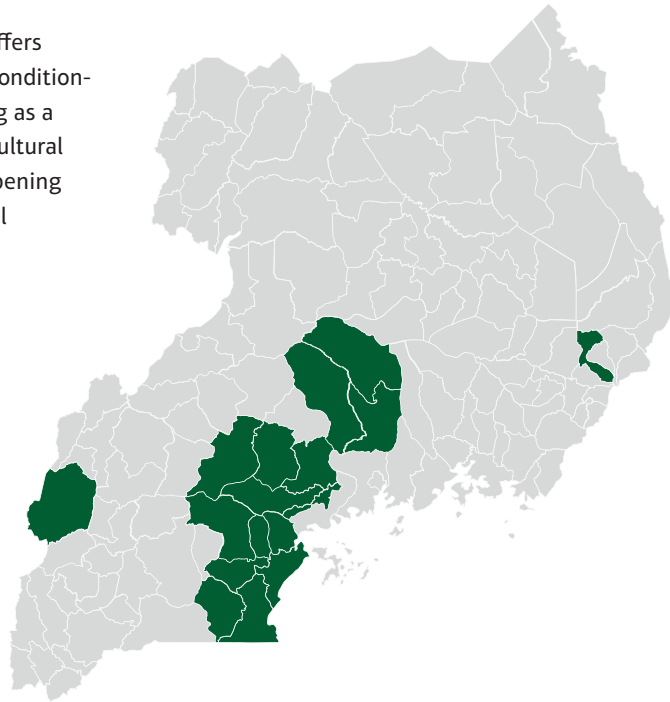 ffers
ondition-
g as a
ultural
pening
l